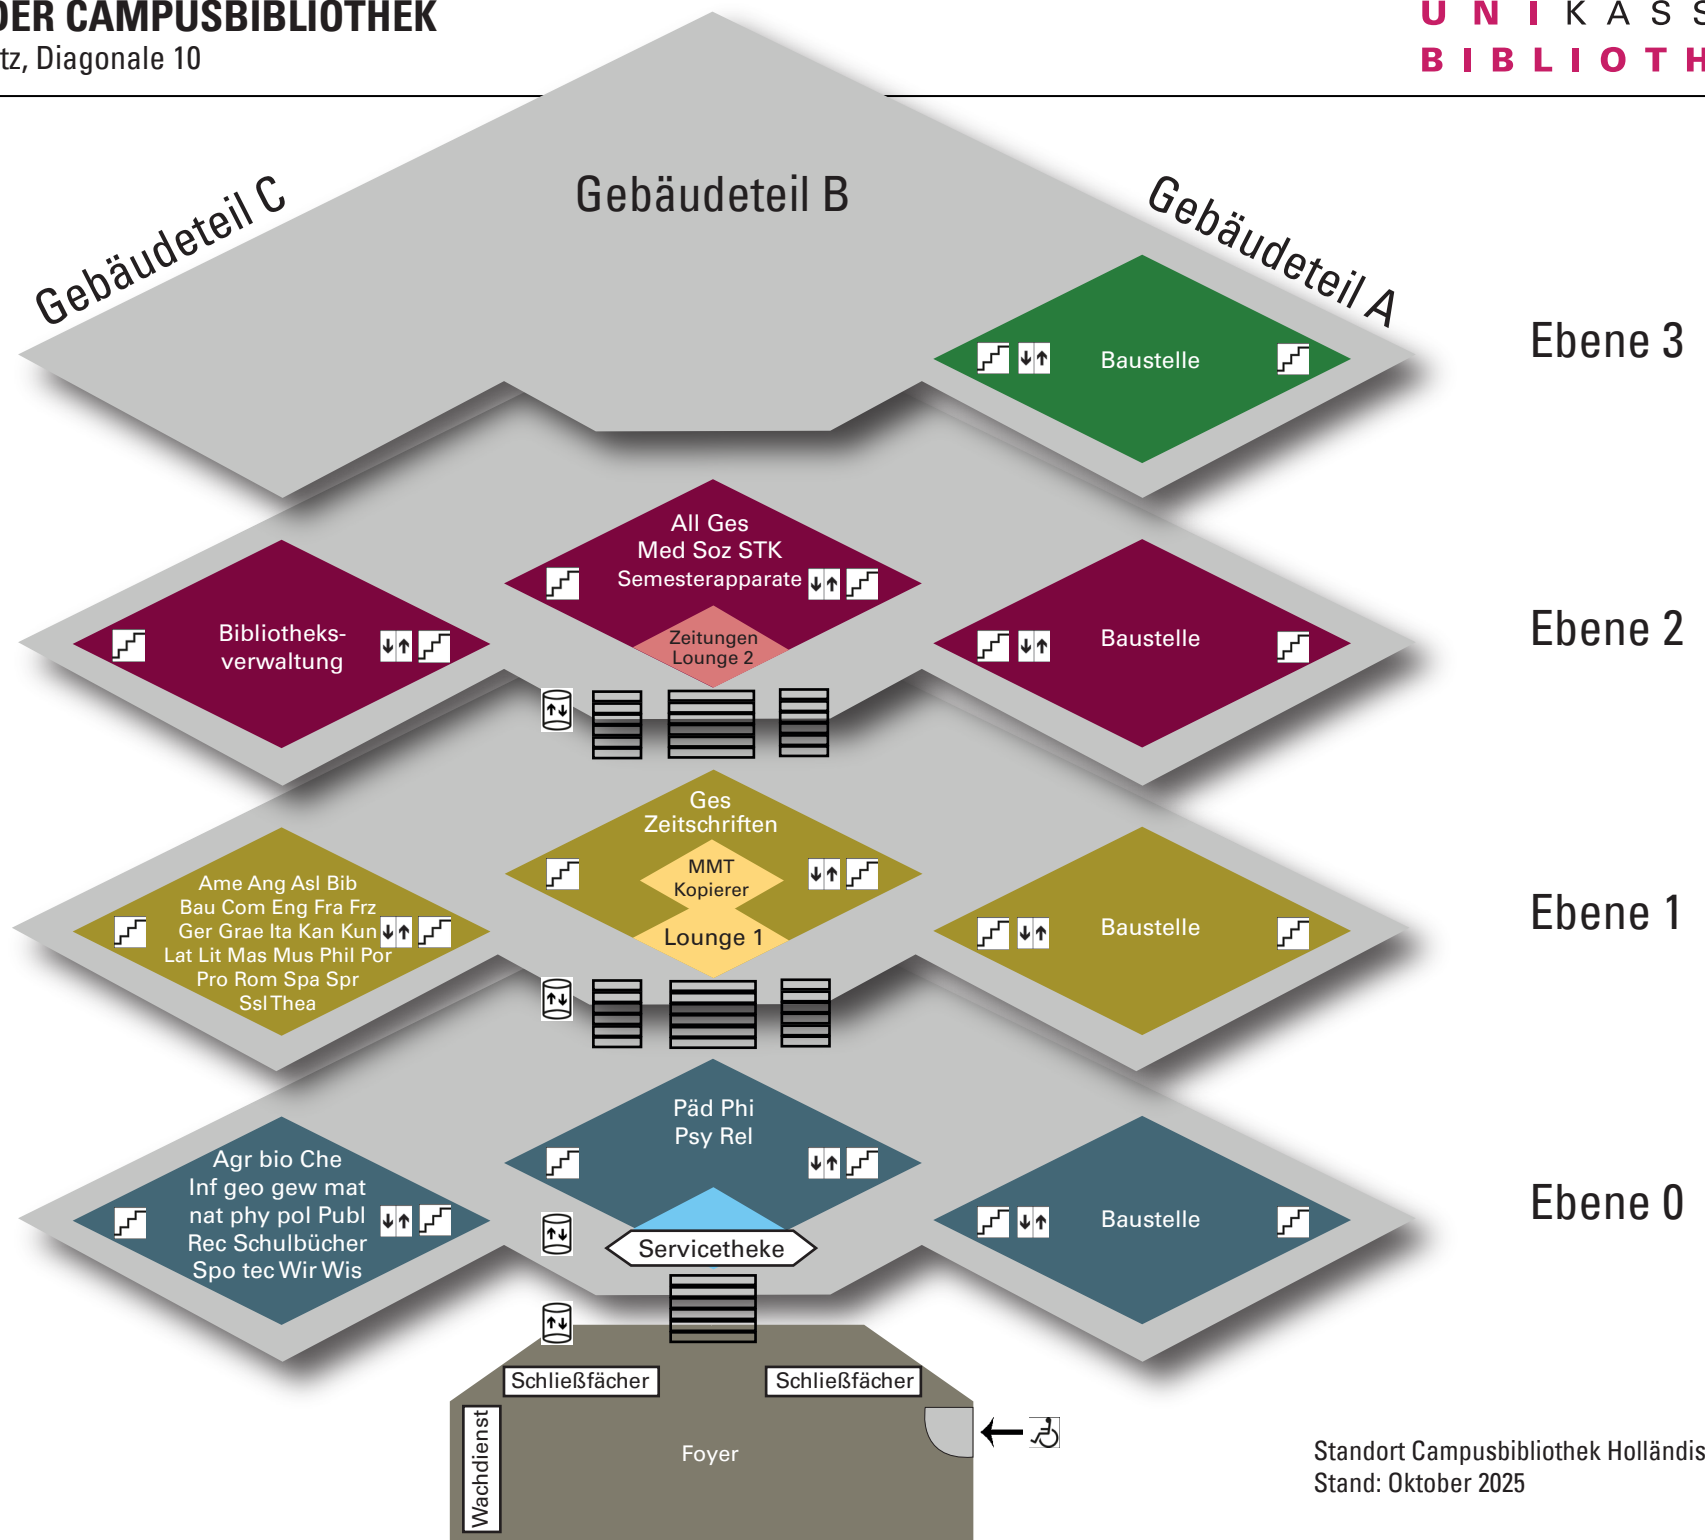 DER CAMPUSBIBLIOTHEK
tz, Diagonale 10
UNIKASS
BIBLIOTH
Gebäudeteil C
Gebäudeteil B
Gebäudeteil A
Baustelle
Ebene 3
All Ges
Med Soz STK
Semesterapparate
Zeitungen
Lounge 2
Bibliotheks-
verwaltung
Baustelle
Ebene 2
Ges
Zeitschriften
MMT
Kopierer
Lounge 1
Ame Ang Asl Bib
Bau Com Eng Fra Frz
Ger Grae Ita Kan Kun
Lat Lit Mas Mus Phil Por
Pro Rom Spa Spr
Ssl Thea
Baustelle
Ebene 1
Päd Phi
Psy Rel
Servicetheke
Agr bio Che
Inf geo gew mat
nat phy pol Publ
Rec Schulbücher
Spo tec Wir Wis
Baustelle
Ebene 0
Schließfächer
Schließfächer
Wachdienst
Foyer
Standort Campusbibliothek Holländis
Stand: Oktober 2025